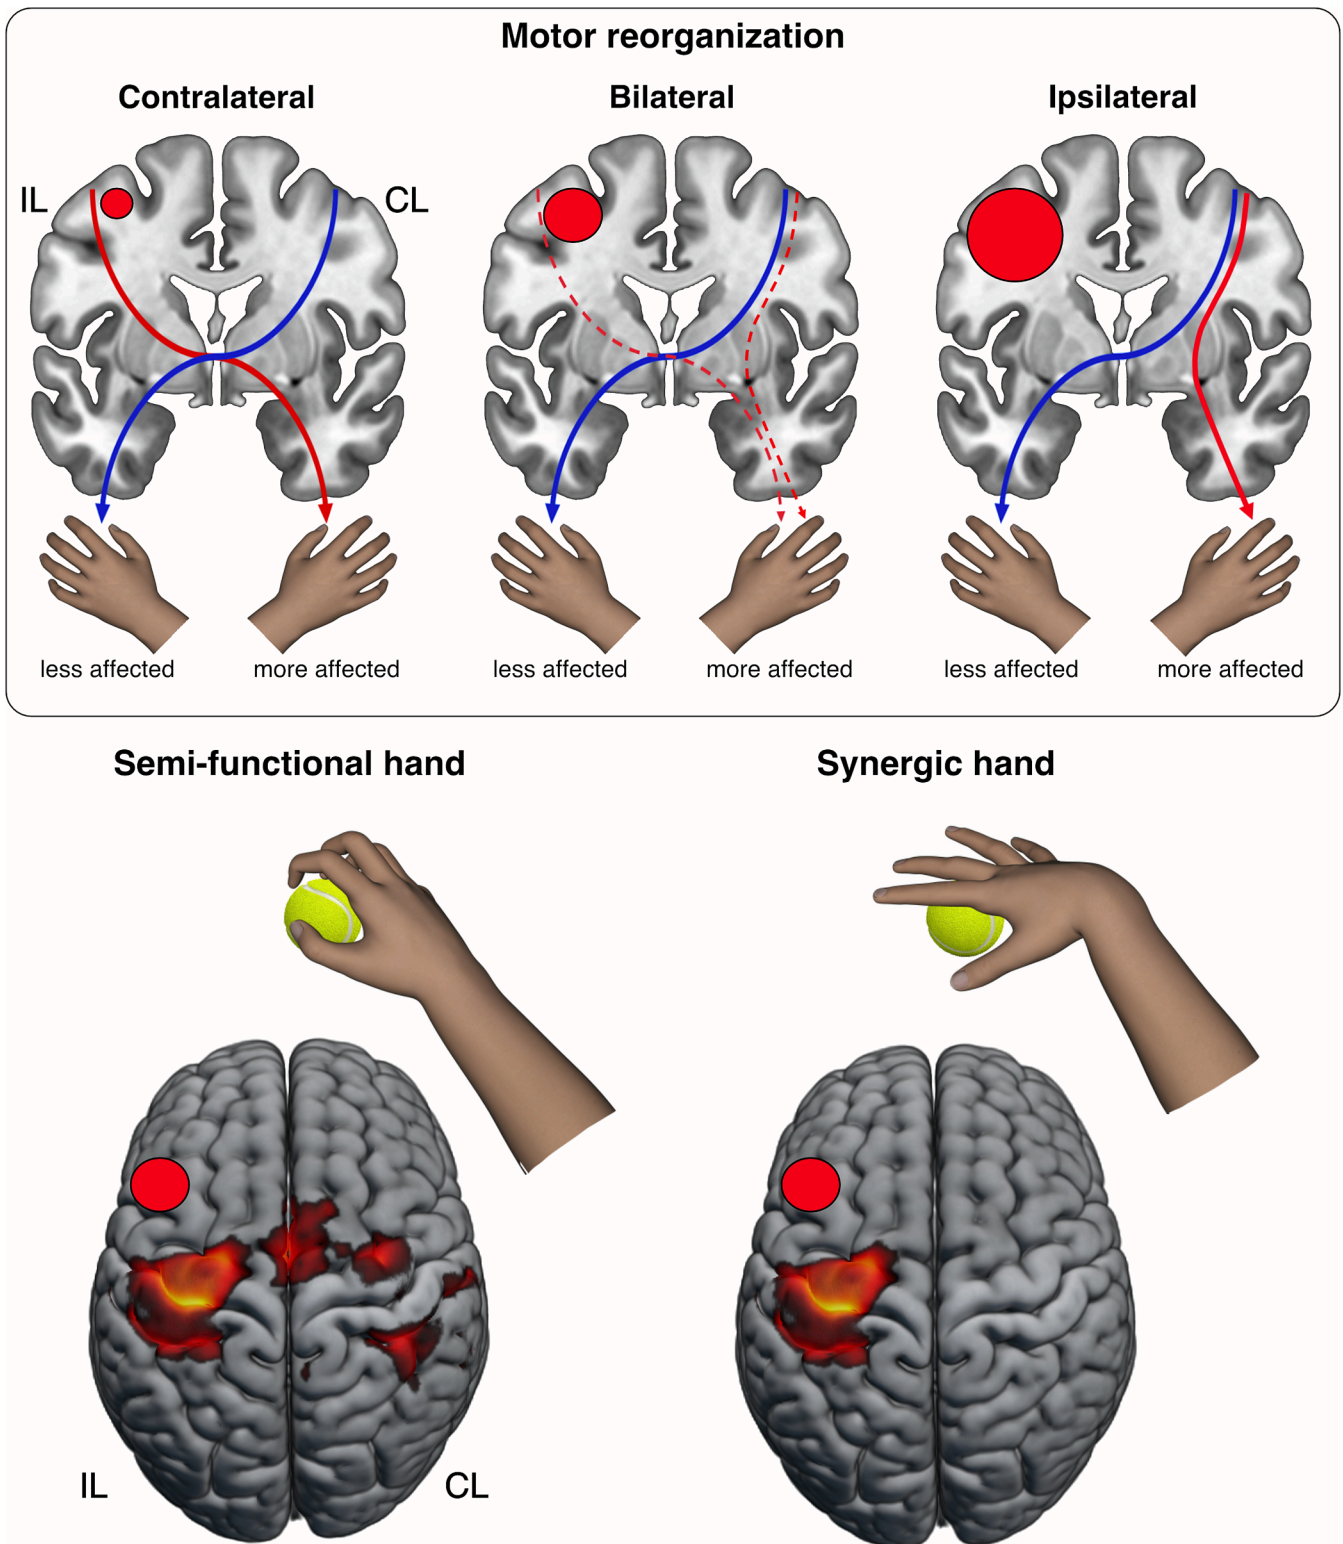 Motor reorganization
Contralateral
Bilateral
Ipsilateral
IL
CL
less affected
more affected
less affected
more affected
less affected
more affected
Semi-functional hand
Synergic hand
IL
CL